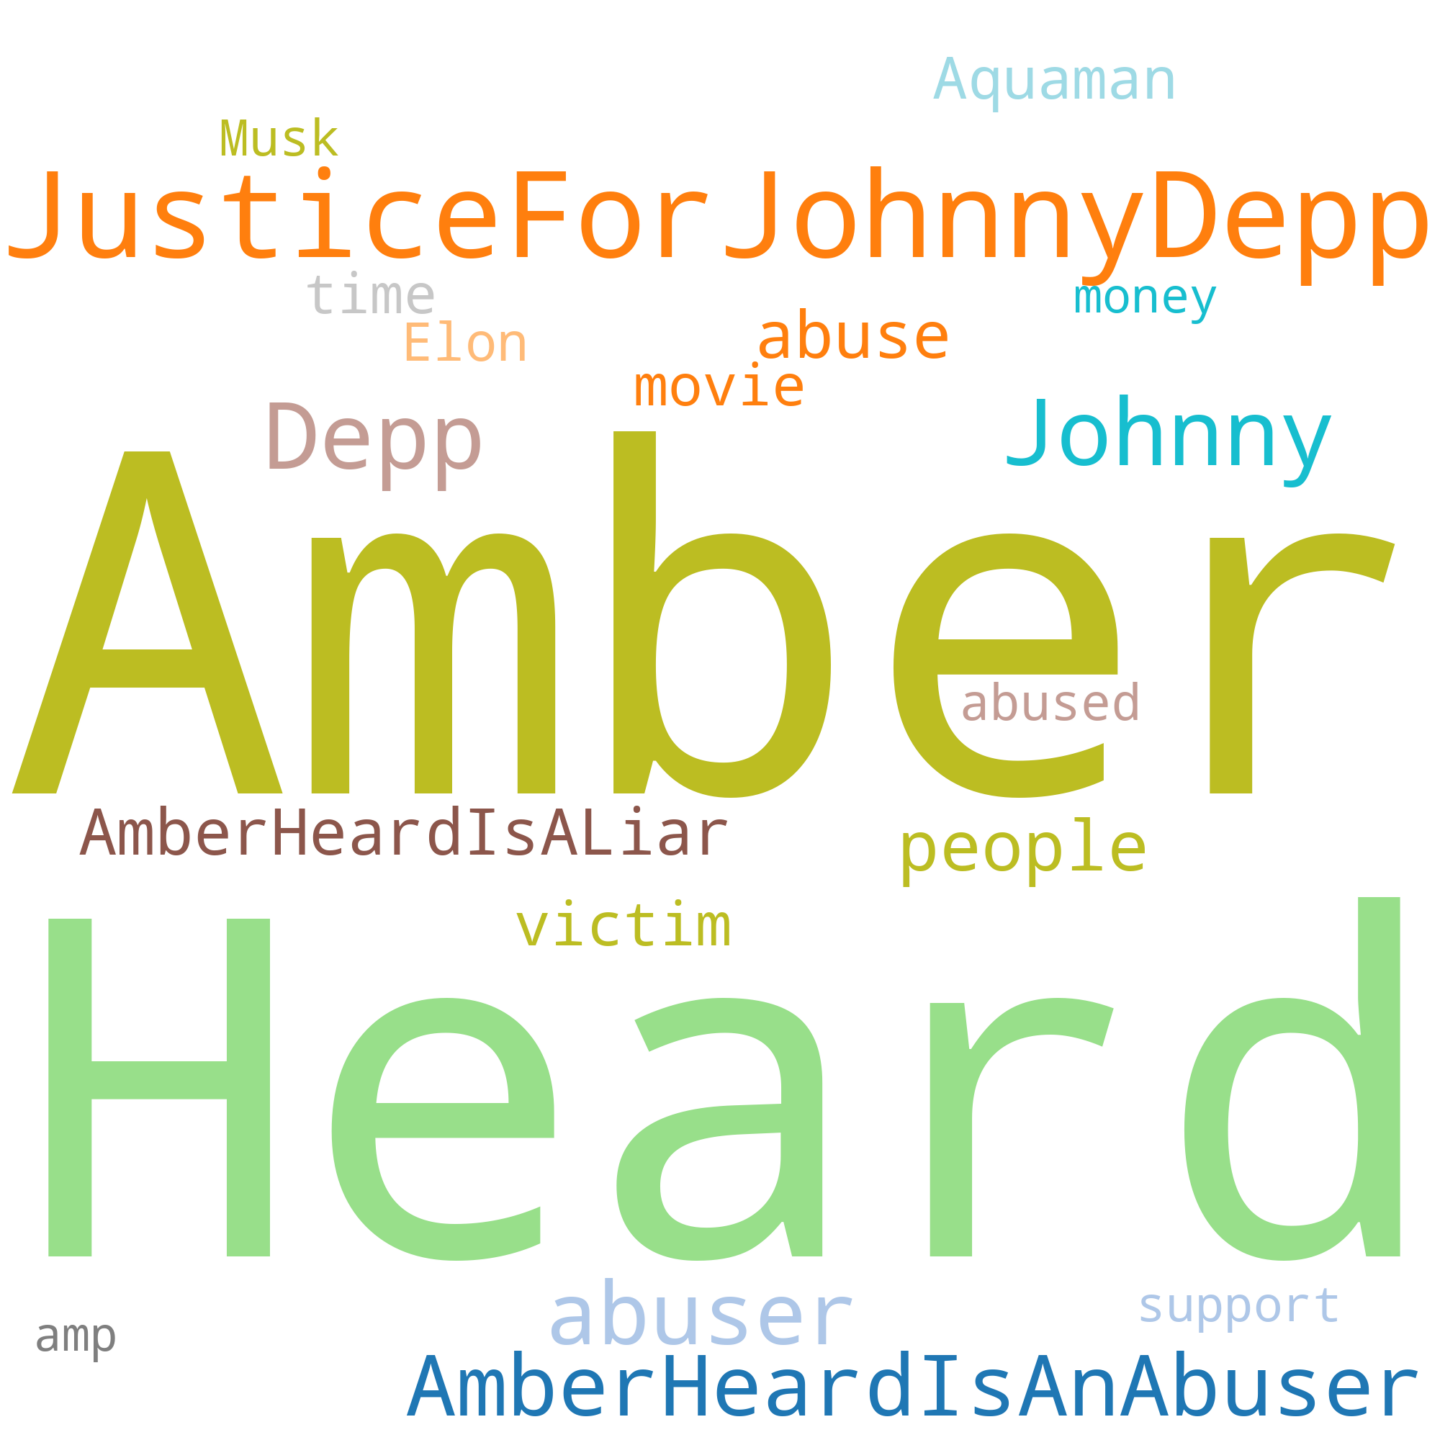 Aquaman
Musk
JusticeForJohnnyDepp
time
money
Elon
abuse
movie
Depp
Johnny
Amber
abused
AmberHeardIsALiar
people
victim
Heard
abuser
support
amp
AmberHeardIsAnAbuser